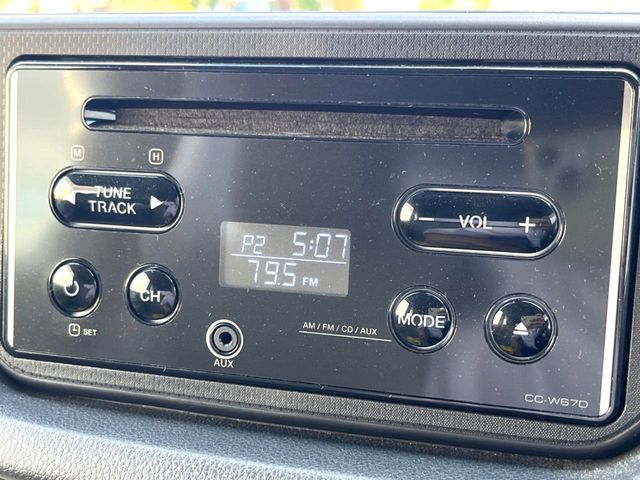 M H
TUNE
TRACK
- VOL +
P2 5:07
79.5 FM
CH
MODE
AM / FM / CD / AUX
SET
AUX
CC-W67D